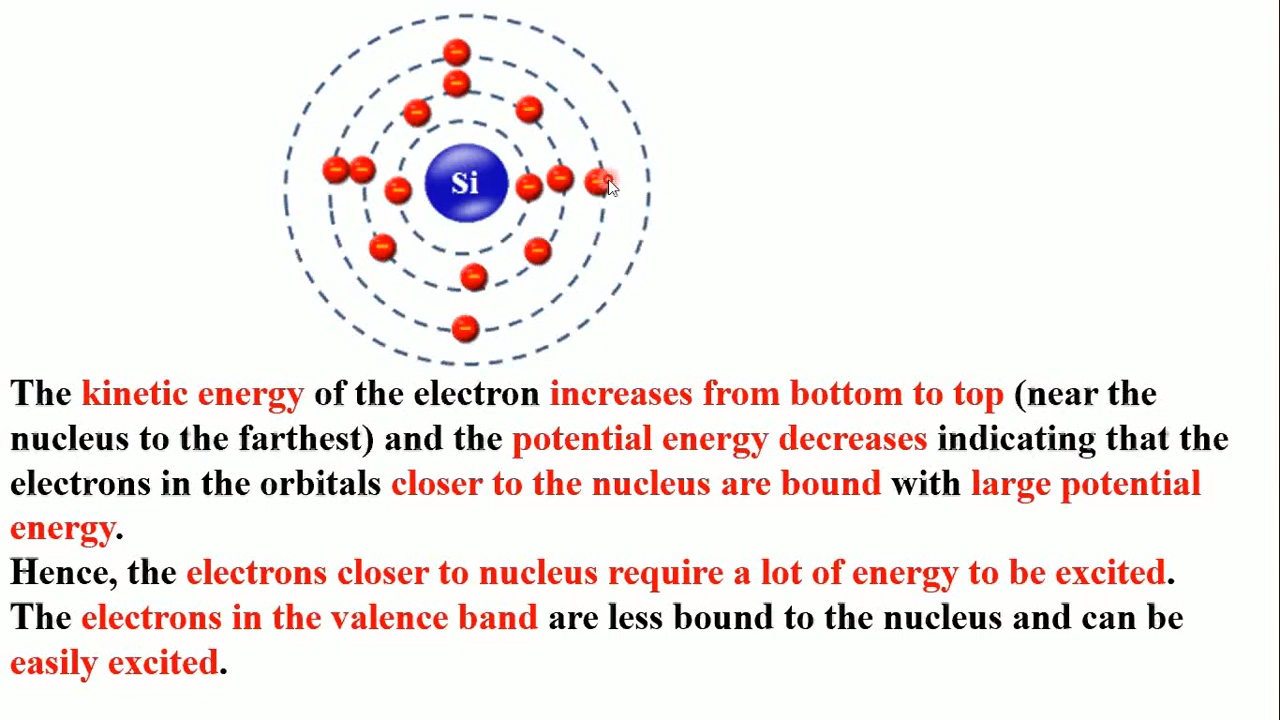 Si
The kinetic energy of the electron increases from bottom to top (near the
nucleus to the farthest) and the potential energy decreases indicating that the
electrons in the orbitals closer to the nucleus are bound with large potential
energy.
Hence, the electrons closer to nucleus require a lot of energy to be excited.
The electrons in the valence band are less bound to the nucleus and can be
easily excited.